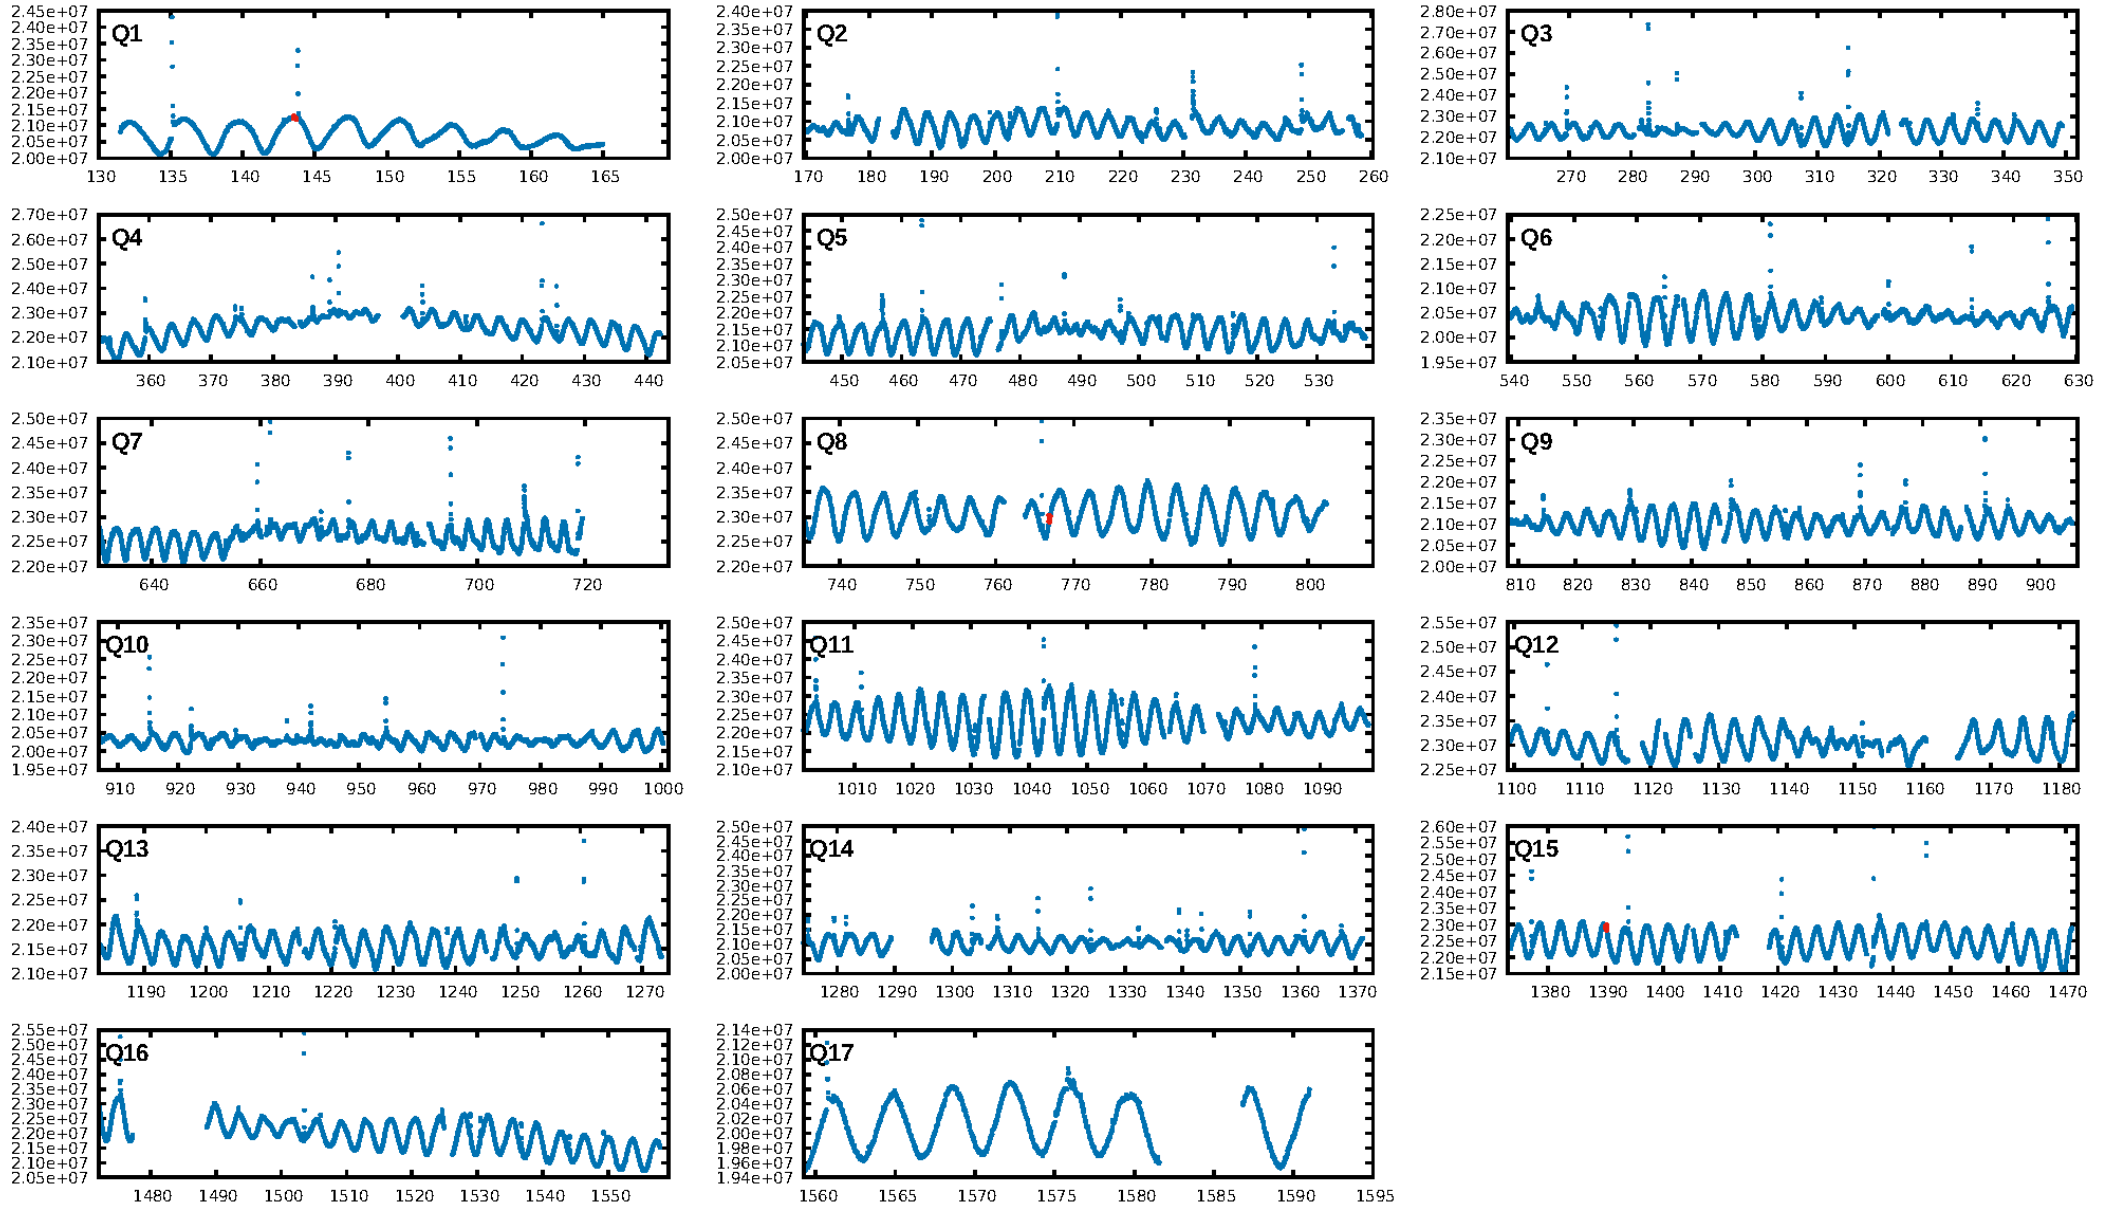 Q1
2.45e+07
2.40e+07
2.35e+07
2.30e+07
2.25e+07
2.20e+07
2.15e+07
2.10e+07
2.05e+07
2.00e+07
130 135 140 145 150 155 160 165
Q2
2.40e+07
2.35e+07
2.30e+07
2.25e+07
2.20e+07
2.15e+07
2.10e+07
2.05e+07
2.00e+07
170 180 190 200 210 220 230 240 250 260
Q3
2.80e+07
2.70e+07
2.60e+07
2.50e+07
2.40e+07
2.30e+07
2.20e+07
2.10e+07
270 280 290 300 310 320 330 340 350
Q4
2.70e+07
2.60e+07
2.50e+07
2.40e+07
2.30e+07
2.20e+07
2.10e+07
360 370 380 390 400 410 420 430 440
Q5
2.50e+07
2.45e+07
2.40e+07
2.35e+07
2.30e+07
2.25e+07
2.20e+07
2.15e+07
2.10e+07
2.05e+07
450 460 470 480 490 500 510 520 530
Q6
2.25e+07
2.20e+07
2.15e+07
2.10e+07
2.05e+07
2.00e+07
1.95e+07
540 550 560 570 580 590 600 610 620 630
Q7
2.50e+07
2.45e+07
2.40e+07
2.35e+07
2.30e+07
2.25e+07
2.20e+07
640 660 680 700 720
Q8
2.50e+07
2.45e+07
2.40e+07
2.35e+07
2.30e+07
2.25e+07
2.20e+07
740 750 760 770 780 790 800
Q9
2.35e+07
2.30e+07
2.25e+07
2.20e+07
2.15e+07
2.10e+07
2.05e+07
2.00e+07
810 820 830 840 850 860 870 880 890 900
Q10
2.35e+07
2.30e+07
2.25e+07
2.20e+07
2.15e+07
2.10e+07
2.05e+07
2.00e+07
1.95e+07
910 920 930 940 950 960 970 980 990 1000
Q11
2.50e+07
2.45e+07
2.40e+07
2.35e+07
2.30e+07
2.25e+07
2.20e+07
2.15e+07
2.10e+07
1010 1020 1030 1040 1050 1060 1070 1080 1090
Q12
2.55e+07
2.50e+07
2.45e+07
2.40e+07
2.35e+07
2.30e+07
2.25e+07
1100 1110 1120 1130 1140 1150 1160 1170 1180
Q13
2.40e+07
2.35e+07
2.30e+07
2.25e+07
2.20e+07
2.15e+07
2.10e+07
1190 1200 1210 1220 1230 1240 1250 1260 1270
Q14
2.50e+07
2.45e+07
2.40e+07
2.35e+07
2.30e+07
2.25e+07
2.20e+07
2.15e+07
2.10e+07
2.05e+07
2.00e+07
1280 1290 1300 1310 1320 1330 1340 1350 1360 1370
Q15
2.60e+07
2.55e+07
2.50e+07
2.45e+07
2.40e+07
2.35e+07
2.30e+07
2.25e+07
2.20e+07
2.15e+07
1380 1390 1400 1410 1420 1430 1440 1450 1460 1470
Q16
2.55e+07
2.50e+07
2.45e+07
2.40e+07
2.35e+07
2.30e+07
2.25e+07
2.20e+07
2.15e+07
2.10e+07
2.05e+07
1480 1490 1500 1510 1520 1530 1540 1550
Q17
2.14e+07
2.12e+07
2.10e+07
2.08e+07
2.06e+07
2.04e+07
2.02e+07
2.00e+07
1.98e+07
1.96e+07
1.94e+07
1560 1565 1570 1575 1580 1585 1590 1595